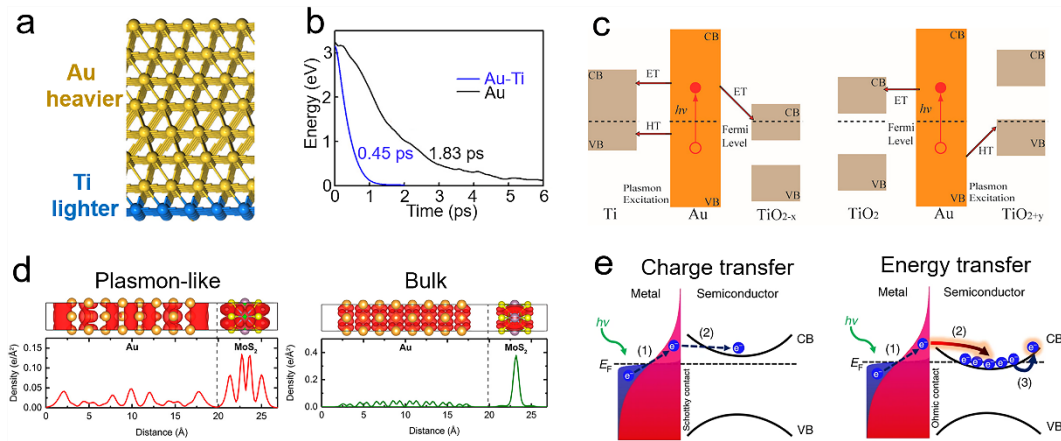 a
Au
heavier
Ti
lighter
b
Energy (eV)
3
2
1
0
Au-Ti
Au
0.45 ps
1.83 ps
0 1 2 3 4 5 6
Time (ps)
c
CB
CB
ET
hν
HT
VB
Plasmon
Excitation
VB
Ti
Au
ET
Fermi
Level
CB
VB
TiO2-x
CB
CB
ET
hν
Fermi
Level
VB
HT
Plasmon
Excitation
VB
CB
VB
TiO2
Au
TiO2+y
d
Plasmon-like
Au
MoS2
Density (e/Å²)
0.15
0.10
0.05
0.00
0 5 10 15 20 25
Distance (Å)
Bulk
Au
MoS2
Density (e/Å²)
0.4
0.2
0.0
0 5 10 15 20 25
Distance (Å)
e
Charge transfer
Metal
Semiconductor
hν
(1)
(2)
e-
e-
e-
CB
EF
Schottky contact
VB
Energy transfer
Metal
Semiconductor
hν
(1)
(2)
e-
e-
e- e- e- e- e-
e-
CB
EF
(3)
Ohmic contact
VB